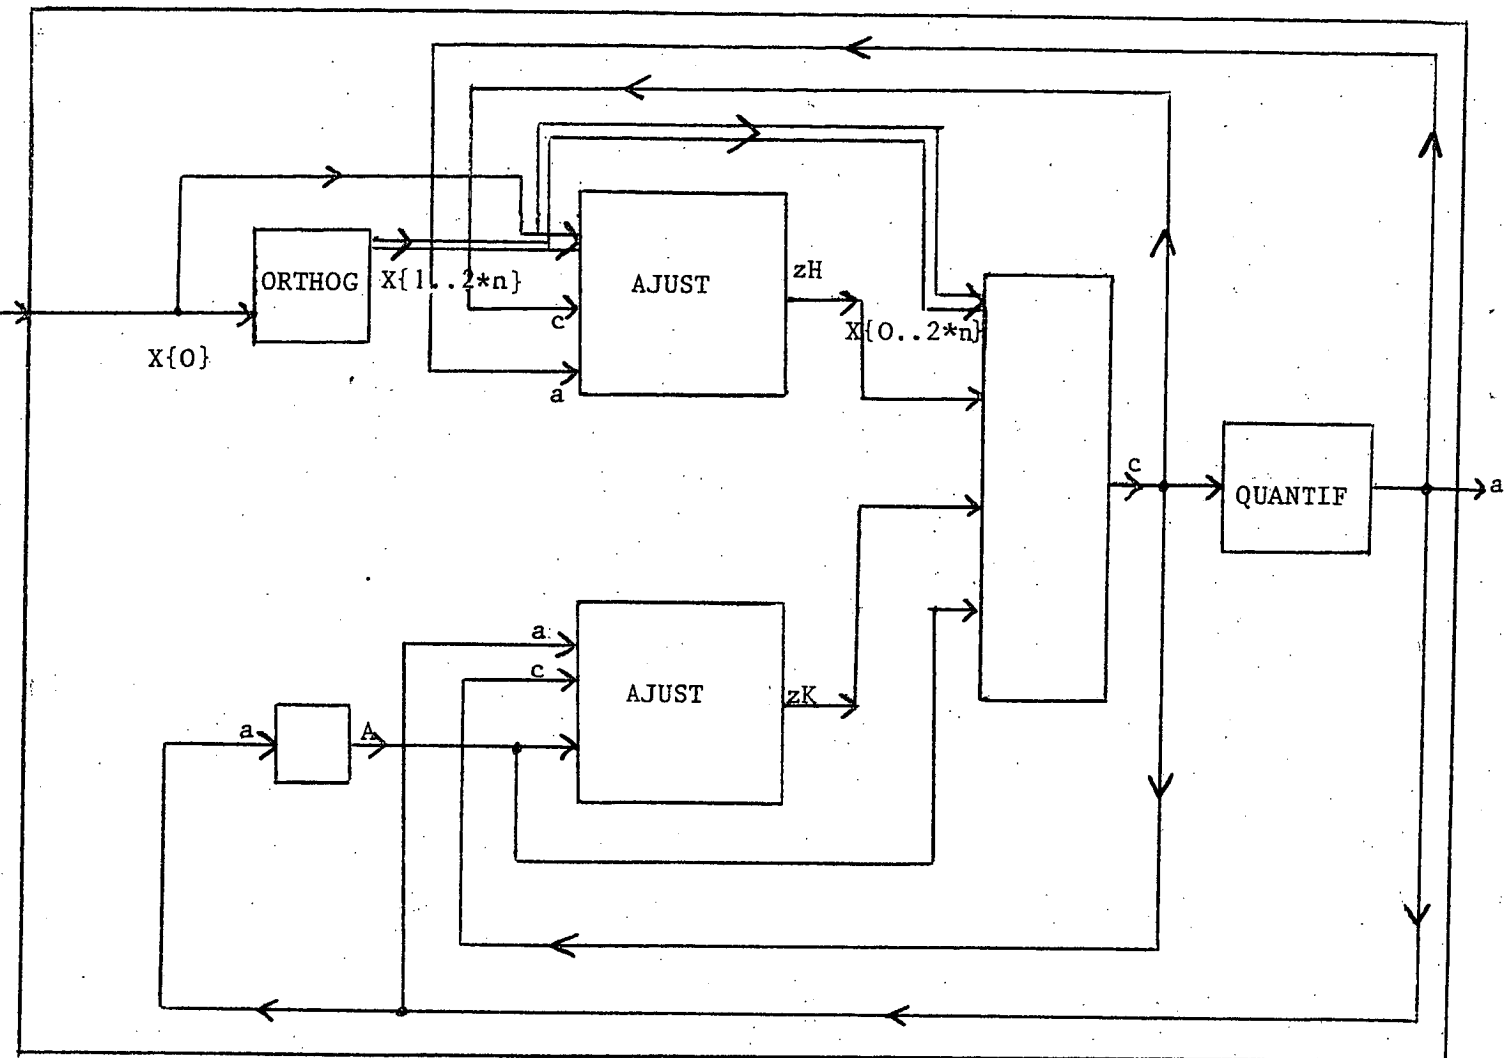 ORTHOG
X{1..2*n}
AJUST
zH
c
X{0..2*n}
X{0}
a
c
QUANTIF
a
a
c
AJUST
zK
a
A